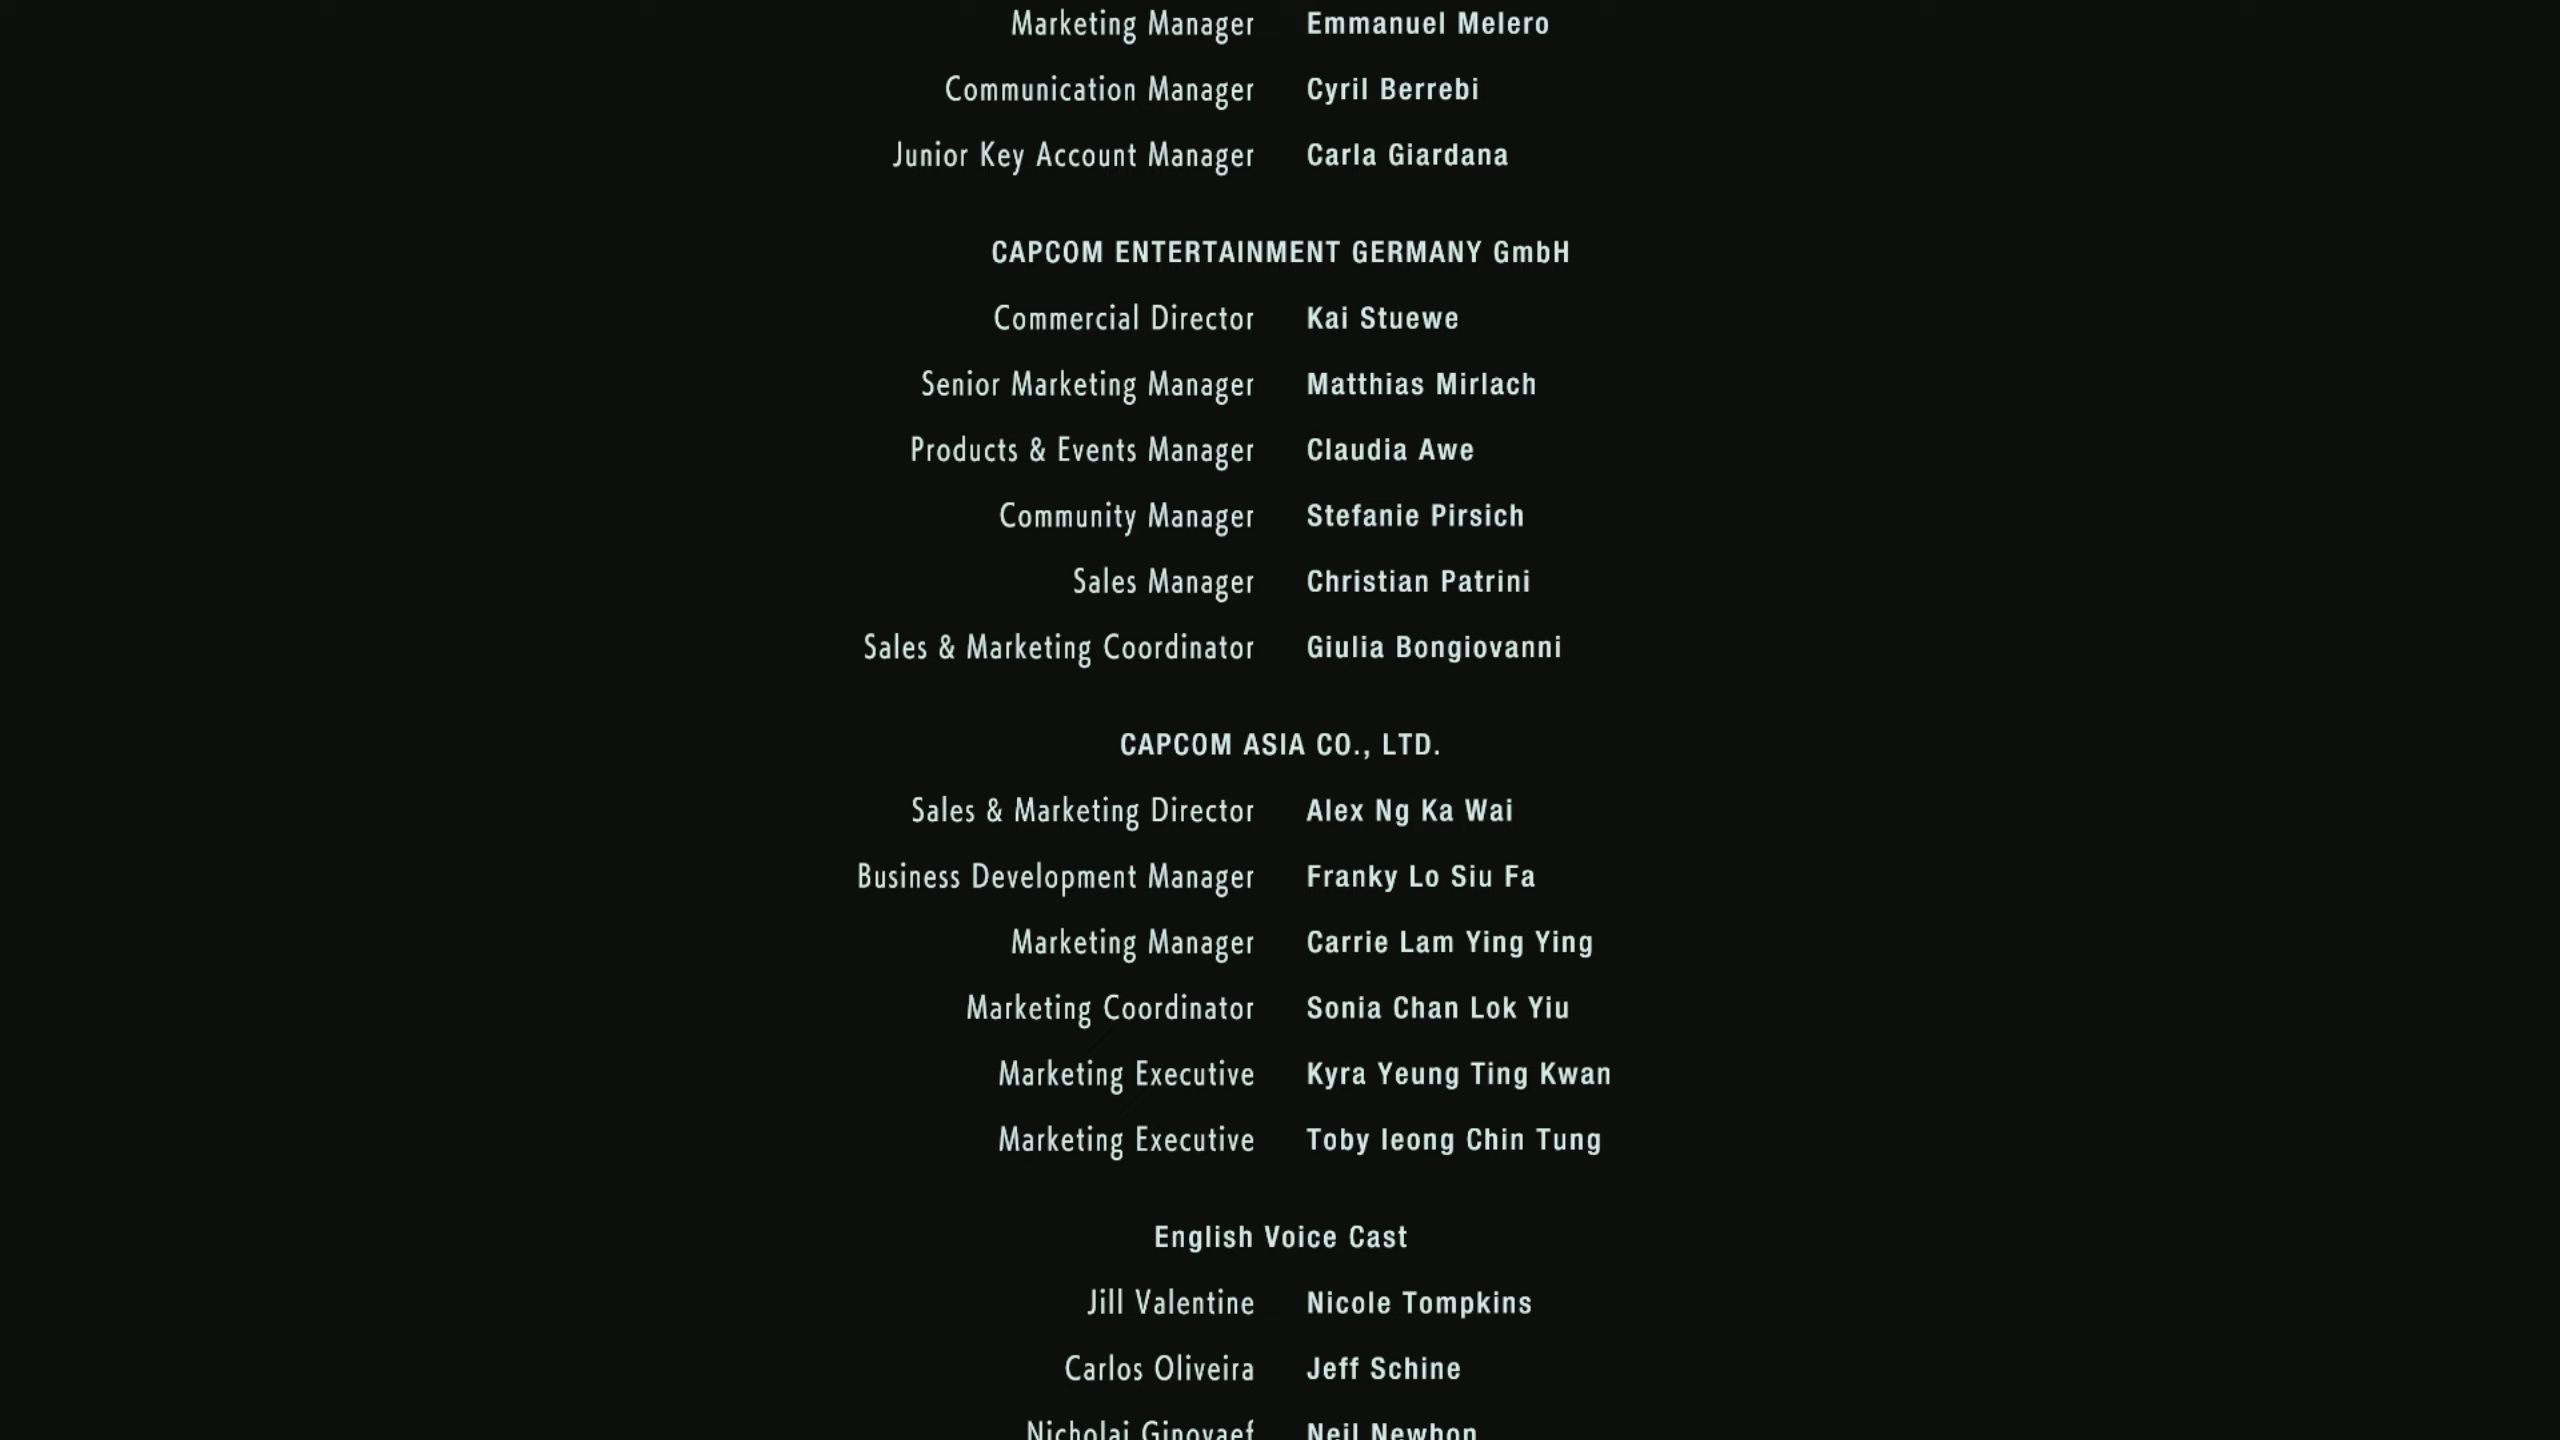 Marketing Manager Emmanuel Melero
Communication Manager Cyril Berrebi
Junior Key Account Manager Carla Giardana
CAPCOM ENTERTAINMENT GERMANY GmbH
Commercial Director Kai Stuewe
Senior Marketing Manager Matthias Mirlach
Products & Events Manager Claudia Awe
Community Manager Stefanie Pirsich
Sales Manager Christian Patrini
Sales & Marketing Coordinator Giulia Bongiovanni
CAPCOM ASIA CO., LTD.
Sales & Marketing Director Alex Ng Ka Wai
Business Development Manager Franky Lo Siu Fa
Marketing Manager Carrie Lam Ying Ying
Marketing Coordinator Sonia Chan Lok Yiu
Marketing Executive Kyra Yeung Ting Kwan
Marketing Executive Toby Ieong Chin Tung
English Voice Cast
Jill Valentine Nicole Tompkins
Carlos Oliveira Jeff Schine
Nicholai Ginovaef Neil Newbon